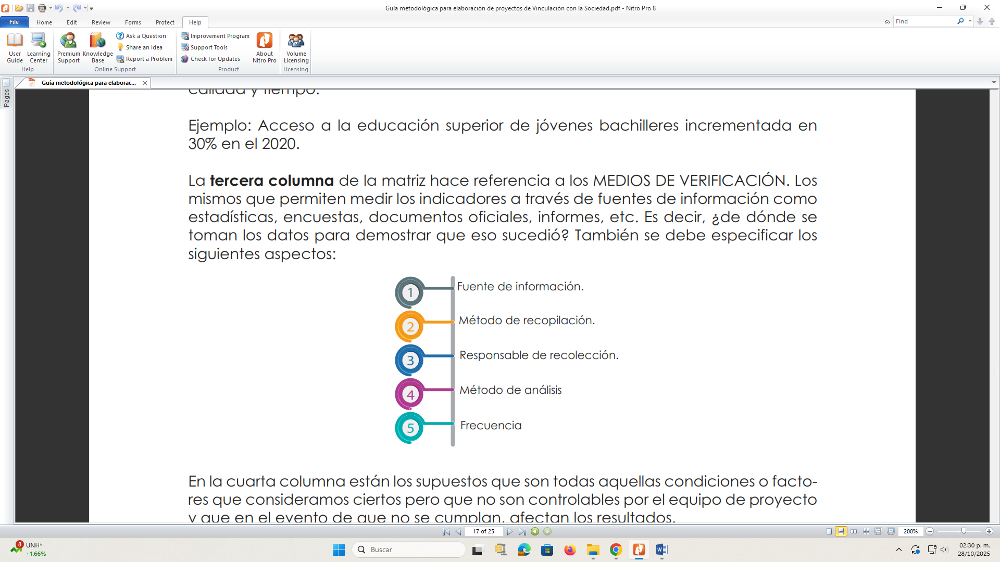 Guía metodológica para elaboración de proyectos de Vinculación con la Sociedad.pdf - Nitro Pro 8
File Home Edit Review Forms Protect Help
Find
User Guide
Learning Center
Help
Premium Support
Knowledge Base
Ask a Question
Share an Idea
Report a Problem
Online Support
Improvement Program
Support Tools
Check for Updates
About Nitro Pro
Product
Volume Licensing
Licensing
Guía metodológica para elaborac...
Pages
calidad y tiempo.
Ejemplo: Acceso a la educación superior de jóvenes bachilleres incrementada en
30% en el 2020.
La tercera columna de la matriz hace referencia a los MEDIOS DE VERIFICACIÓN. Los
mismos que permiten medir los indicadores a través de fuentes de información como
estadísticas, encuestas, documentos oficiales, informes, etc. Es decir, ¿de dónde se
toman los datos para demostrar que eso sucedió? También se debe especificar los
siguientes aspectos:
1 Fuente de información.
2 Método de recopilación.
3 Responsable de recolección.
4 Método de análisis
5 Frecuencia
En la cuarta columna están los supuestos que son todas aquellas condiciones o facto-
res que consideramos ciertos pero que no son controlables por el equipo de proyecto
y que en el evento de que no se cumplan, afectan los resultados.
17 of 25
200%
8
UNH*
+1.66%
Buscar
02:30 p. m.
28/10/2025